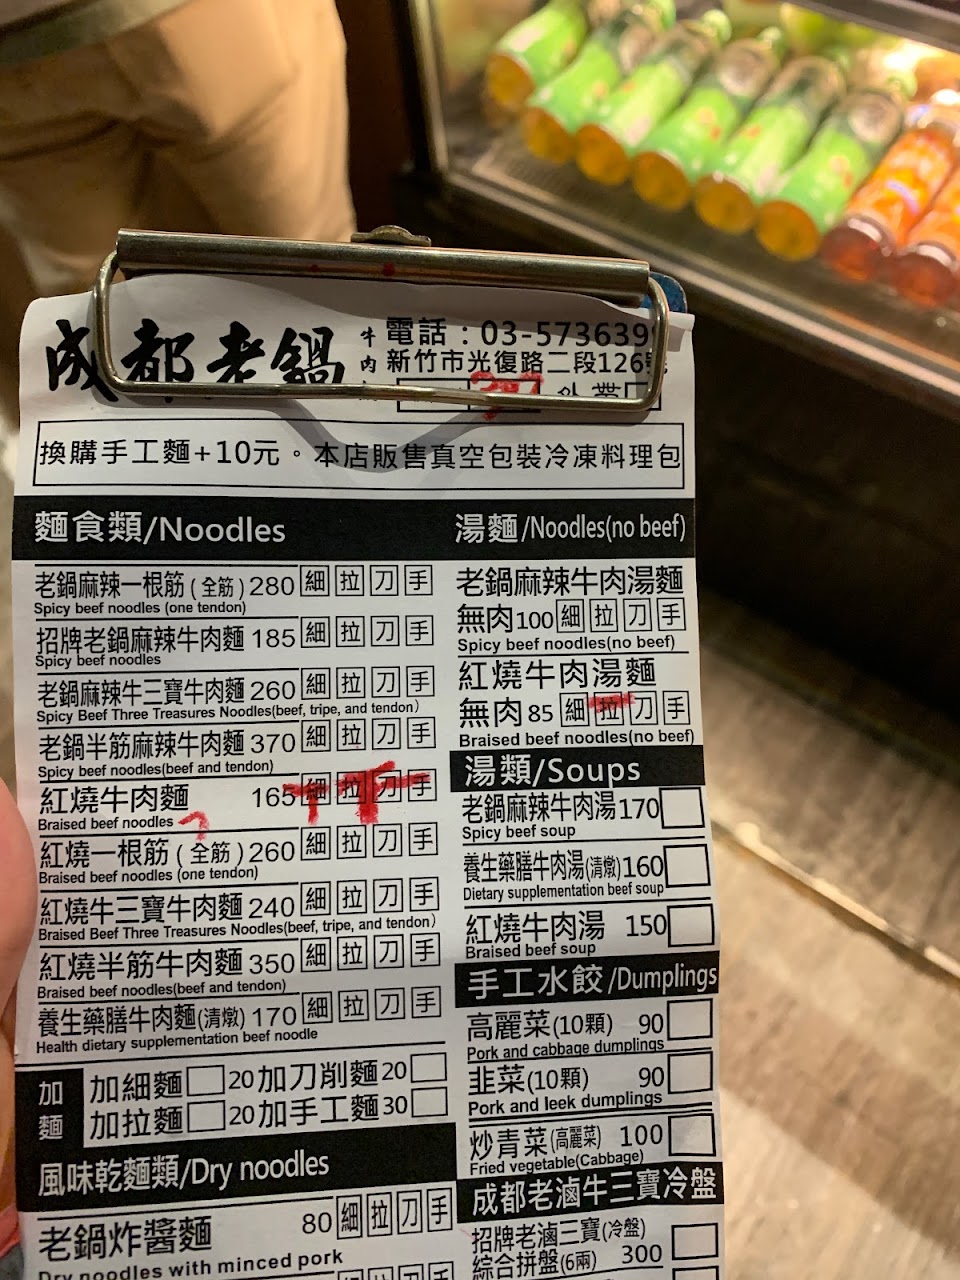 成都老鍋
牛肉
電話：03-5736399
新竹市光復路二段126號
外帶
換購手工麵+10元。本店販售真空包裝冷凍料理包
麵食類/Noodles
老鍋麻辣一根筋(全筋) 280 細 拉 刀 手
Spicy beef noodles (one tendon)
招牌老鍋麻辣牛肉麵 185 細 拉 刀 手
Spicy beef noodles
老鍋麻辣牛三寶牛肉麵 260 細 拉 刀 手
Spicy Beef Three Treasures Noodles(beef, tripe, and tendon)
老鍋半筋麻辣牛肉麵 370 細 拉 刀 手
Spicy beef noodles(beef and tendon)
紅燒牛肉麵 165 細 拉 刀 手
Braised beef noodles
紅燒一根筋(全筋) 260 細 拉 刀 手
Braised beef noodles (one tendon)
紅燒牛三寶牛肉麵 240 細 拉 刀 手
Braised Beef Three Treasures Noodles(beef, tripe, and tendon)
紅燒半筋牛肉麵 350 細 拉 刀 手
Braised beef noodles(beef and tendon)
養生藥膳牛肉麵(清燉) 170 細 拉 刀 手
Health dietary supplementation beef noodle
加麵
加細麵 20 加刀削麵 20
加拉麵 20 加手工麵 30
風味乾麵類/Dry noodles
老鍋炸醬麵 80 細 拉 刀 手
Dry noodles with minced pork
湯麵/Noodles(no beef)
老鍋麻辣牛肉湯麵
無肉 100 細 拉 刀 手
Spicy beef noodles(no beef)
紅燒牛肉湯麵
無肉 85 細 拉 刀 手
Braised beef noodles(no beef)
湯類/Soups
老鍋麻辣牛肉湯 170
Spicy beef soup
養生藥膳牛肉湯(清燉) 160
Dietary supplementation beef soup
紅燒牛肉湯 150
Braised beef soup
手工水餃/Dumplings
高麗菜(10顆) 90
Pork and cabbage dumplings
韭菜(10顆) 90
Pork and leek dumplings
炒青菜(高麗菜) 100
Fried vegetable(Cabbage)
成都老滷牛三寶冷盤
招牌老滷三寶(冷盤)
綜合拼盤(6兩) 300